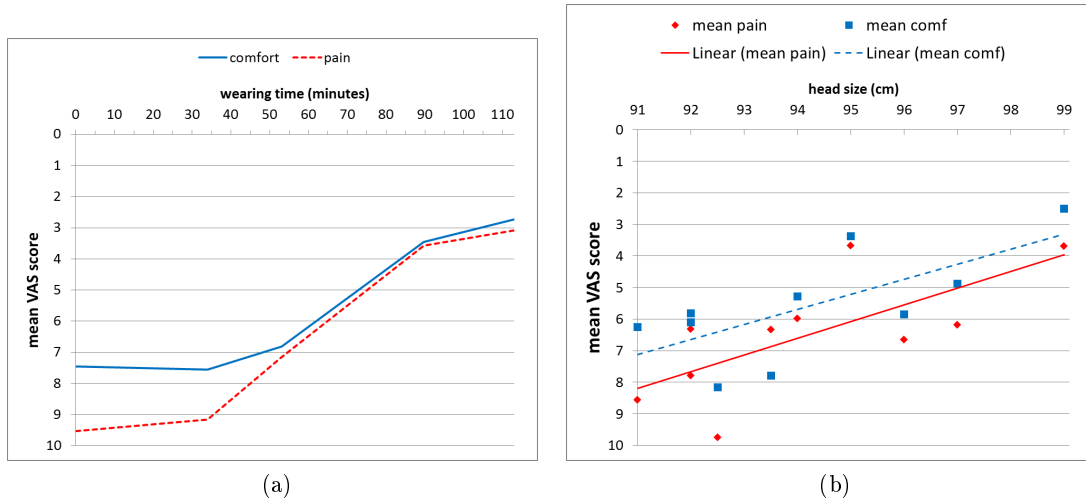 comfort pain
wearing time (minutes)
0 10 20 30 40 50 60 70 80 90 100 110
mean VAS score
0
1
2
3
4
5
6
7
8
9
10
(a)
mean pain mean comf
Linear (mean pain) Linear (mean comf)
head size (cm)
91 92 93 94 95 96 97 98 99
mean VAS score
0
1
2
3
4
5
6
7
8
9
10
(b)